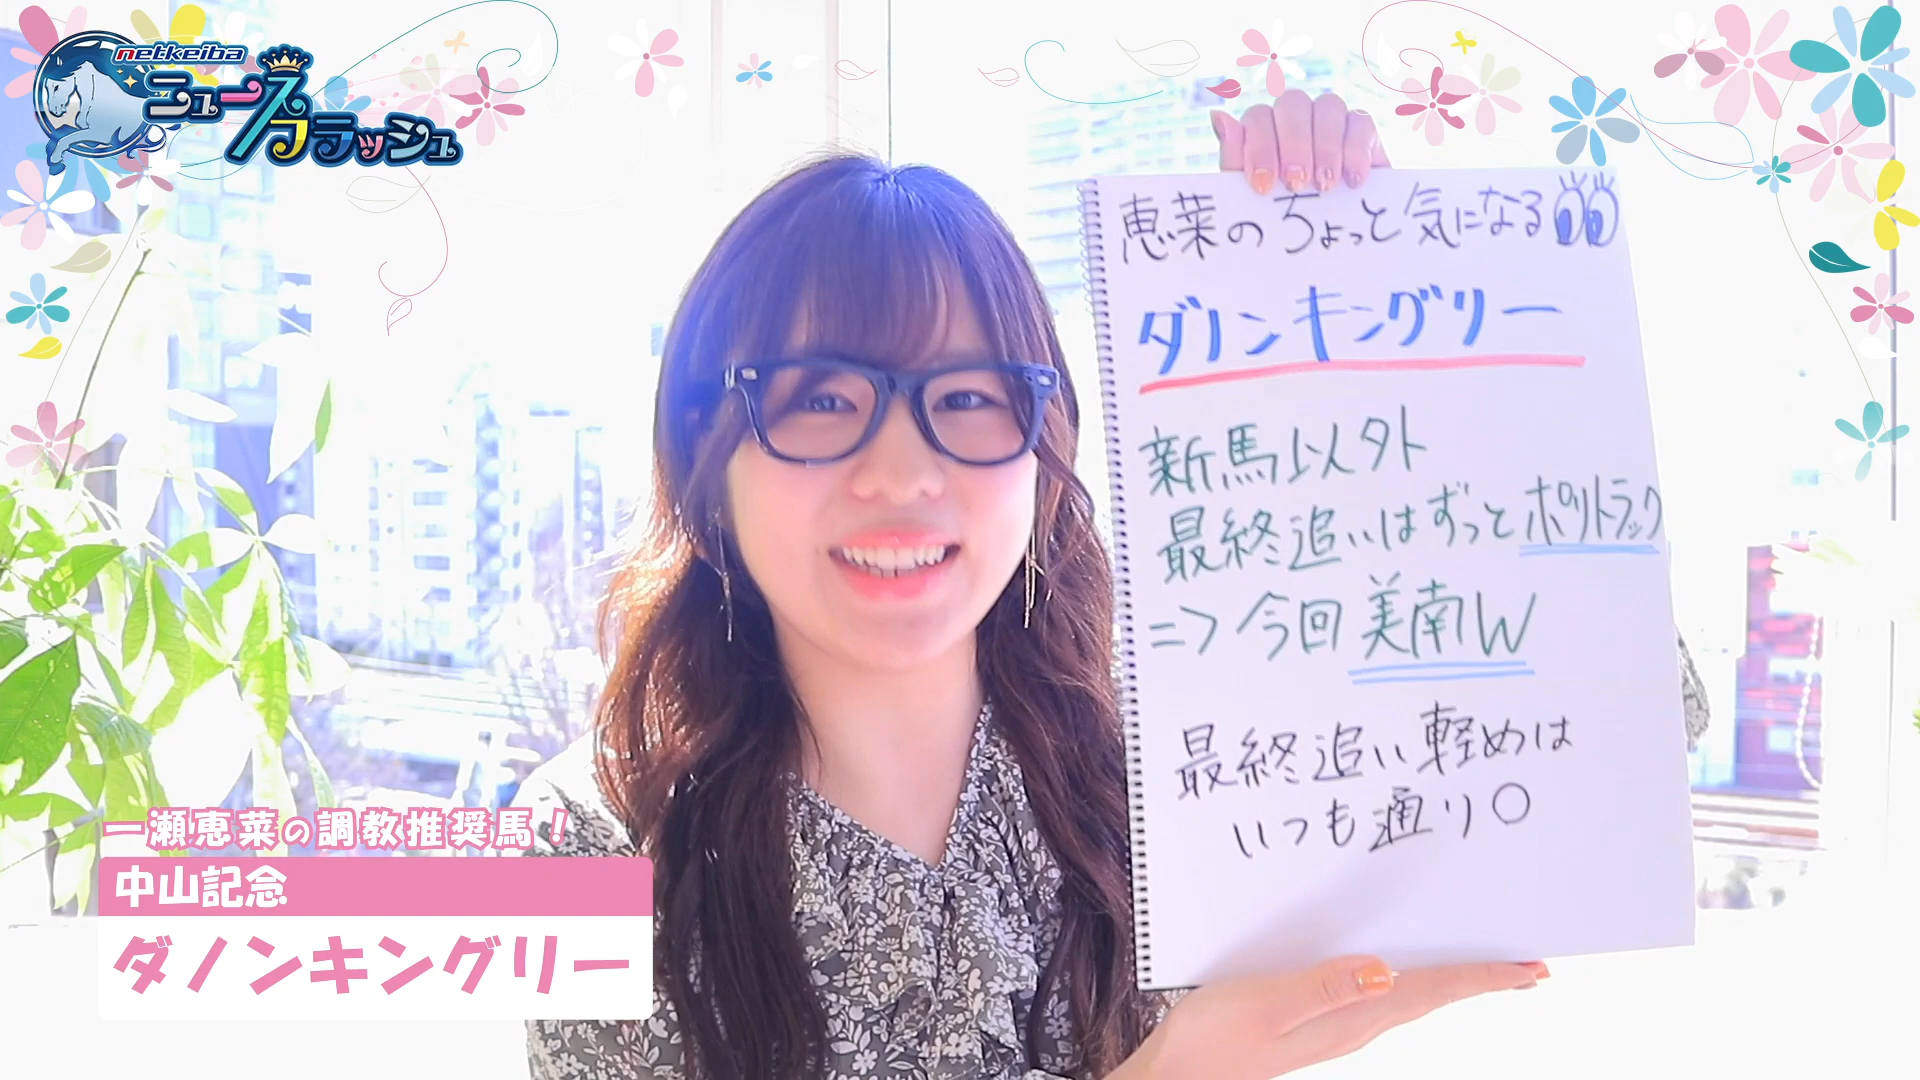 netkeiba
ニュースフラッシュ
恵菜のちょっと気になる
ダノンキングリー
新馬以外
最終追いはずっとポリトラック
=> 今回 美南W
最終追い軽めは
いつも通り○
一瀬恵菜の調教推奨馬！
中山記念
ダノンキングリー